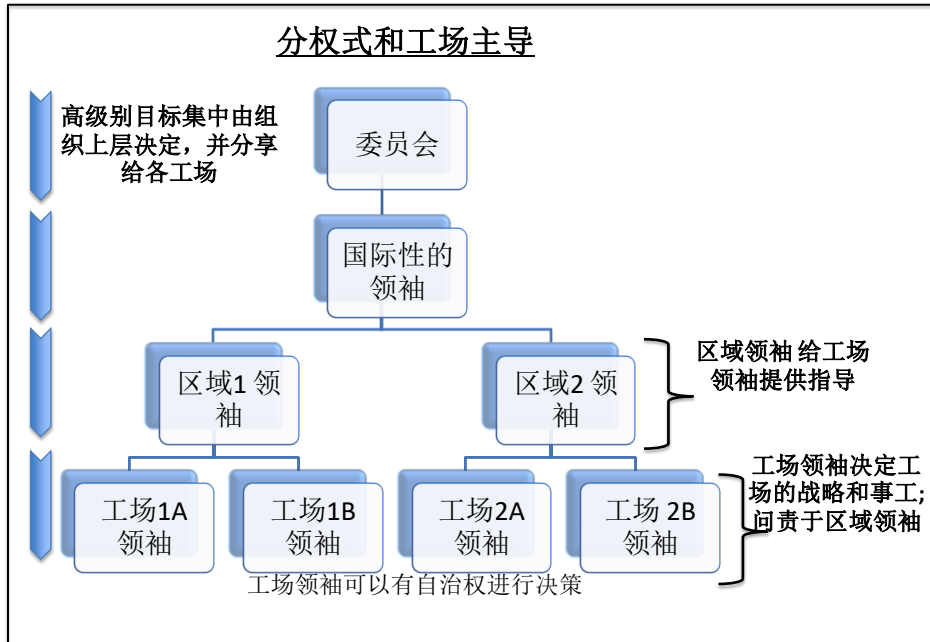 分权式和工场主导
高级别目标集中由组
织上层决定，并分享
给各工场
委员会
国际性的
领袖
区域1 领
袖
区域2 领
袖
区域领袖 给工场
领袖提供指导
工场1A
领袖
工场1B
领袖
工场2A
领袖
工场 2B
领袖
工场领袖决定工
场的战略和事工;
问责于区域领袖
工场领袖可以有自治权进行决策